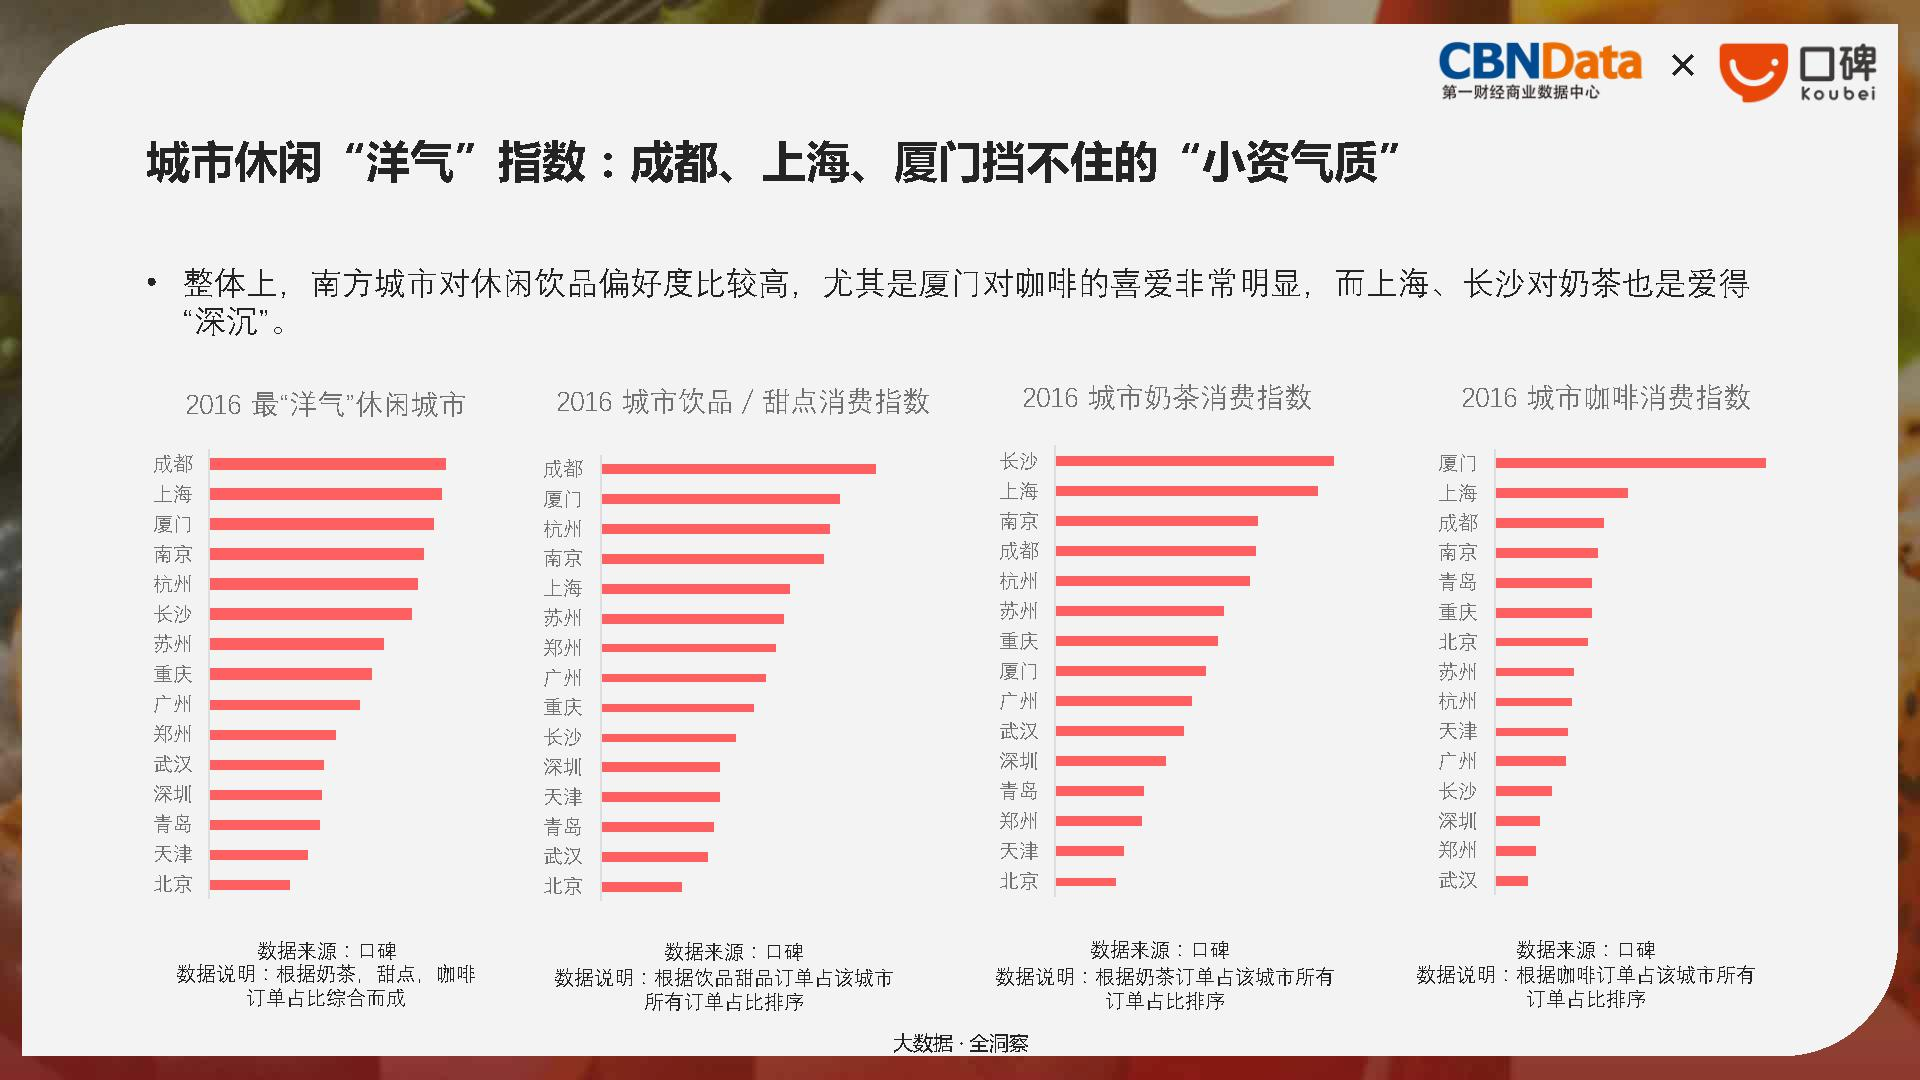 CBNData
第一财经商业数据中心
×
口碑
Koubei
城市休闲“洋气”指数：成都、上海、厦门挡不住的“小资气质”
• 整体上，南方城市对休闲饮品偏好度比较高，尤其是厦门对咖啡的喜爱非常明显，而上海、长沙对奶茶也是爱得
“深沉”。
2016 最“洋气”休闲城市
成都
上海
厦门
南京
杭州
长沙
苏州
重庆
广州
郑州
武汉
深圳
青岛
天津
北京
数据来源：口碑
数据说明：根据奶茶，甜点，咖啡
订单占比综合而成
2016 城市饮品 / 甜点消费指数
成都
厦门
杭州
南京
上海
苏州
郑州
广州
重庆
长沙
深圳
天津
青岛
武汉
北京
数据来源：口碑
数据说明：根据饮品甜品订单占该城市
所有订单占比排序
2016 城市奶茶消费指数
长沙
上海
南京
成都
杭州
苏州
重庆
厦门
广州
武汉
深圳
青岛
郑州
天津
北京
数据来源：口碑
数据说明：根据奶茶订单占该城市所有
订单占比排序
2016 城市咖啡消费指数
厦门
上海
成都
南京
青岛
重庆
北京
苏州
杭州
天津
广州
长沙
深圳
郑州
武汉
数据来源：口碑
数据说明：根据咖啡订单占该城市所有
订单占比排序
大数据·全洞察